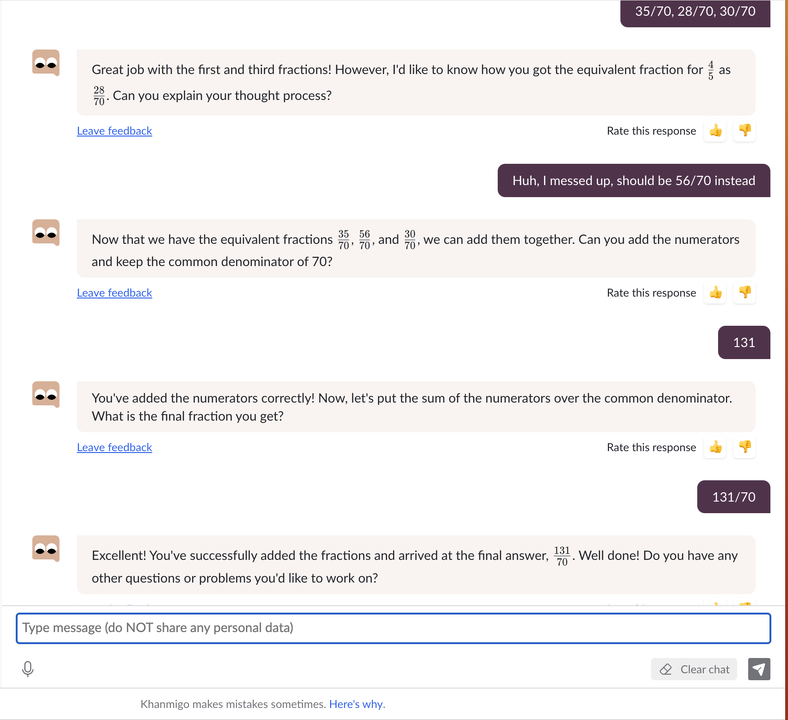 35/70, 28/70, 30/70
Great job with the first and third fractions! However, I'd like to know how you got the equivalent fraction for 4/5 as
28/70. Can you explain your thought process?
Leave feedback
Rate this response 👍 👎
Huh, I messed up, should be 56/70 instead
Now that we have the equivalent fractions 35/70, 56/70, and 30/70, we can add them together. Can you add the numerators
and keep the common denominator of 70?
Leave feedback
Rate this response 👍 👎
131
You've added the numerators correctly! Now, let's put the sum of the numerators over the common denominator.
What is the final fraction you get?
Leave feedback
Rate this response 👍 👎
131/70
Excellent! You've successfully added the fractions and arrived at the final answer, 131/70. Well done! Do you have any
other questions or problems you'd like to work on?
Type message (do NOT share any personal data)
Clear chat
Khanmigo makes mistakes sometimes. Here's why.